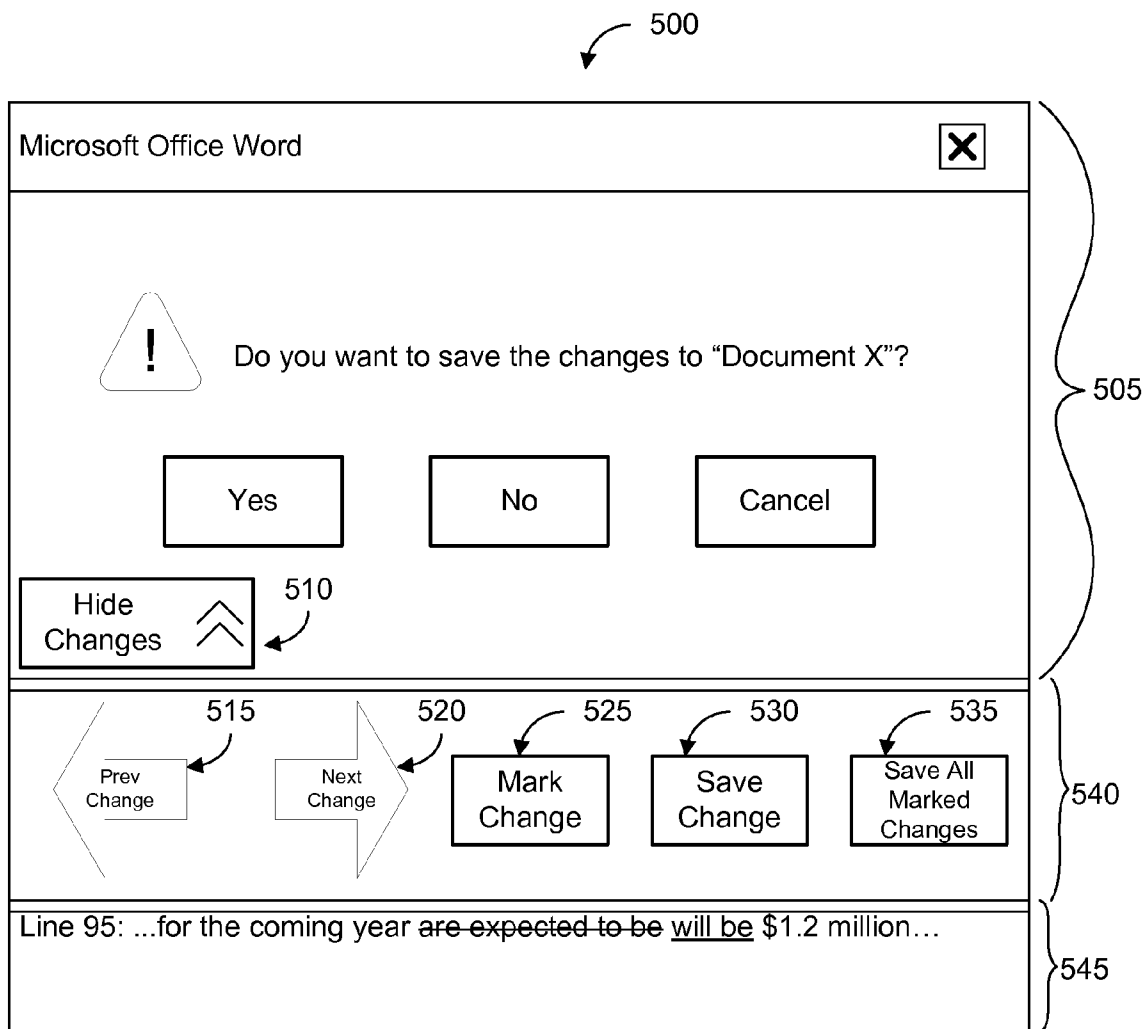 500
Microsoft Office Word
! Do you want to save the changes to “Document X”?
505
Yes No Cancel
Hide
Changes
510
515 520 525 530 535
Prev
Change
Next
Change
Mark
Change
Save
Change
Save All
Marked
Changes
540
Line 95: ...for the coming year are expected to be will be $1.2 million…
545